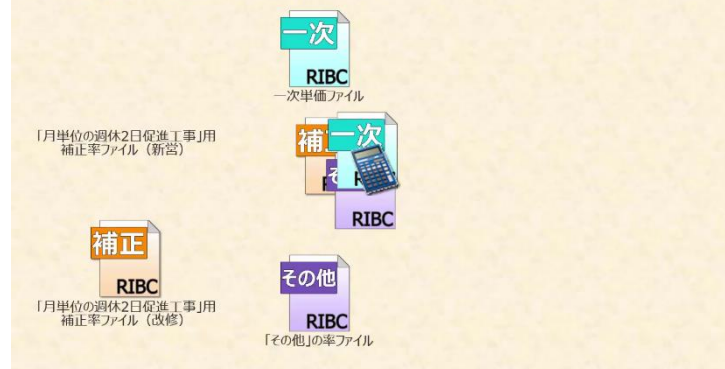 一次
RIBC
一次単価ファイル
「月単位の週休2日促進工事」用
補正率ファイル（新営）
補
一次
そ
RIBC
補正
RIBC
「月単位の週休2日促進工事」用
補正率ファイル（改修）
その他
RIBC
「その他」の率ファイル